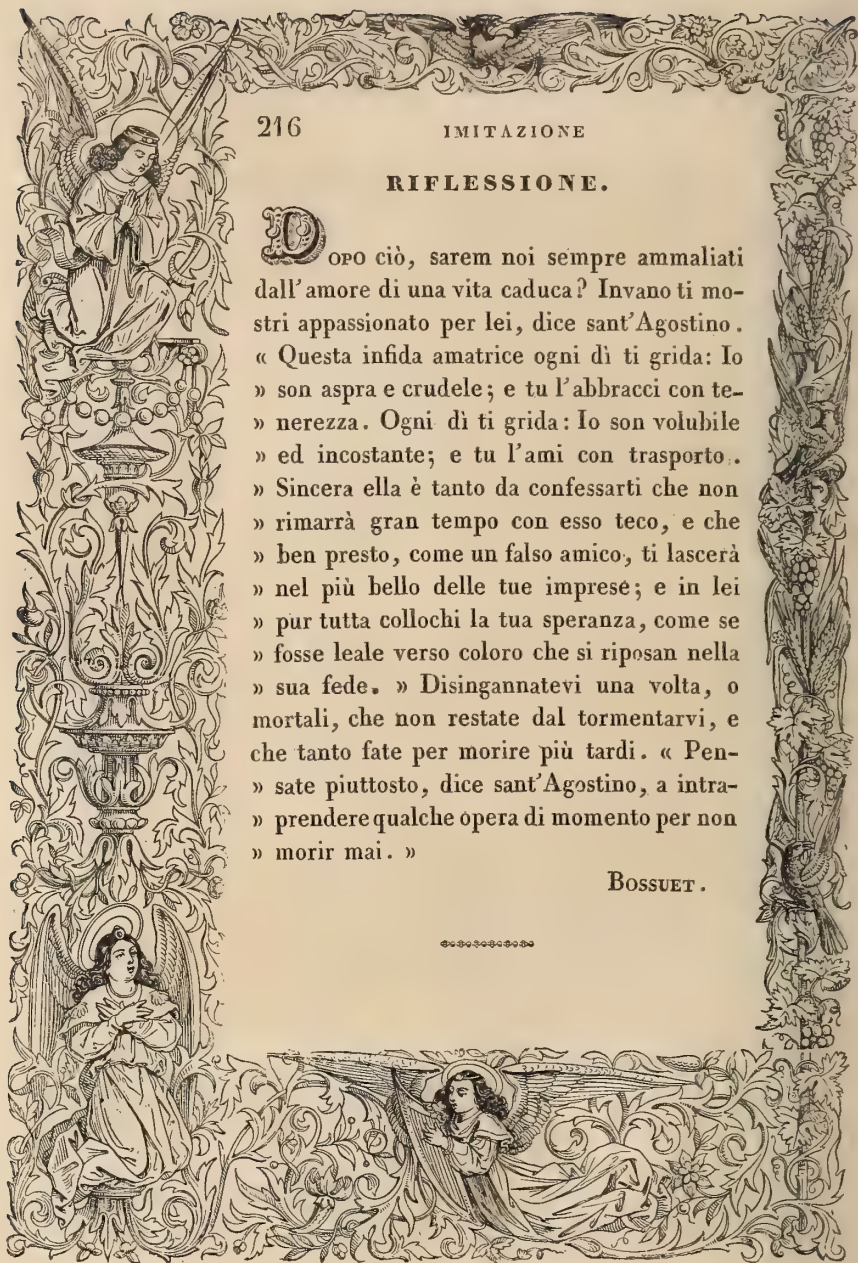 216 IMITAZIONE
RIFLESSIONE.
DOPO ciò, sarem noi sempre ammaliati
dall'amore di una vita caduca? Invano ti mo-
stri appassionato per lei, dice sant'Agostino.
« Questa infida amatrice ogni dì ti grida: Io
» son aspra e crudele; e tu l'abbracci con te-
» nerezza. Ogni dì ti grida: Io son volubile
» ed incostante; e tu l'ami con trasporto.
» Sincera ella è tanto da confessarti che non
» rimarrà gran tempo con esso teco, e che
» ben presto, come un falso amico, ti lascerà
» nel più bello delle tue imprese; e in lei
» pur tutta collochi la tua speranza, come se
» fosse leale verso coloro che si riposan nella
» sua fede. » Disingannatevi una volta, o
mortali, che non restate dal tormentarvi, e
che tanto fate per morire più tardi. « Pen-
» sate piuttosto, dice sant'Agostino, a intra-
» prendere qualche opera di momento per non
» morir mai. »
BOSSUET.